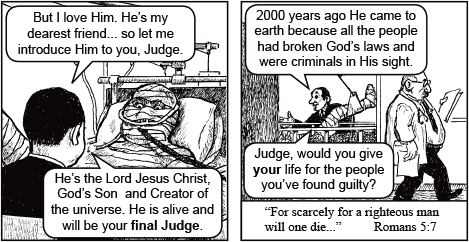 But I love Him. He's my
dearest friend... so let me
introduce Him to you, Judge.
He's the Lord Jesus Christ,
God's Son and Creator of
the universe. He is alive and
will be your final Judge.
2000 years ago He came to
earth because all the people
had broken God's laws and
were criminals in His sight.
Judge, would you give
your life for the people
you've found guilty?
"For scarcely for a righteous man
will one die..." Romans 5:7